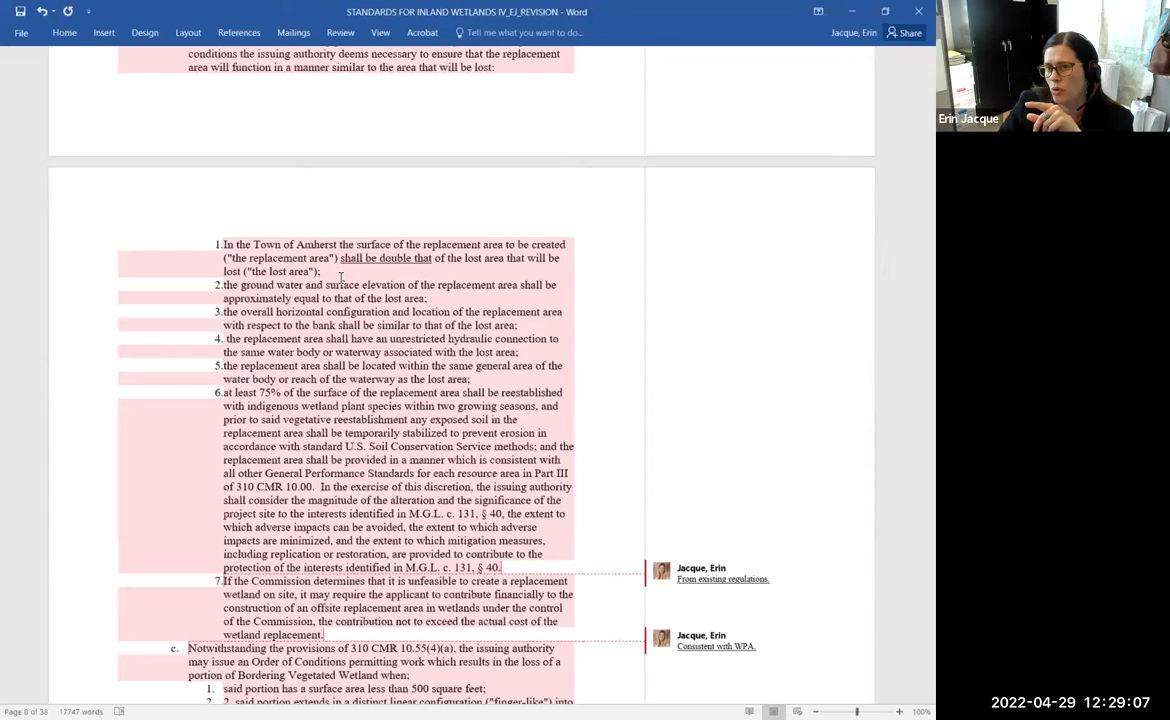 STANDARDS FOR INLAND WETLANDS IV_EJ_REVISION - Word
File Home Insert Design Layout References Mailings Review View Acrobat Tell me what you want to do... Jacque, Erin Share
conditions the issuing authority deems necessary to ensure that the replacement
area will function in a manner similar to the area that will be lost:
1. In the Town of Amherst the surface of the replacement area to be created
("the replacement area") shall be double that of the lost area that will be
lost ("the lost area");
2. the ground water and surface elevation of the replacement area shall be
approximately equal to that of the lost area;
3. the overall horizontal configuration and location of the replacement area
with respect to the bank shall be similar to that of the lost area;
4. the replacement area shall have an unrestricted hydraulic connection to
the same water body or waterway associated with the lost area;
5. the replacement area shall be located within the same general area of the
water body or reach of the waterway as the lost area;
6. at least 75% of the surface of the replacement area shall be reestablished
with indigenous wetland plant species within two growing seasons, and
prior to said vegetative reestablishment any exposed soil in the
replacement area shall be temporarily stabilized to prevent erosion in
accordance with standard U.S. Soil Conservation Service methods; and the
replacement area shall be provided in a manner which is consistent with
all other General Performance Standards for each resource area in Part III
of 310 CMR 10.00. In the exercise of this discretion, the issuing authority
shall consider the magnitude of the alteration and the significance of the
project site to the interests identified in M.G.L. c. 131, § 40, the extent to
which adverse impacts can be avoided, the extent to which adverse
impacts are minimized, and the extent to which mitigation measures,
including replication or restoration, are provided to contribute to the
protection of the interests identified in M.G.L. c. 131, § 40.
7. If the Commission determines that it is unfeasible to create a replacement
wetland on site, it may require the applicant to contribute financially to the
construction of an offsite replacement area in wetlands under the control
of the Commission, the contribution not to exceed the actual cost of the
wetland replacement.
c. Notwithstanding the provisions of 310 CMR 10.55(4)(a), the issuing authority
may issue an Order of Conditions permitting work which results in the loss of a
portion of Bordering Vegetated Wetland when;
1. said portion has a surface area less than 500 square feet;
2. 2. said portion extends in a distinct linear configuration ("finger-like") into
Jacque, Erin
From existing regulations.
Jacque, Erin
Consistent with WPA.
Page 8 of 38 17747 words
100%
Erin Jacque
2022-04-29 12:29:07